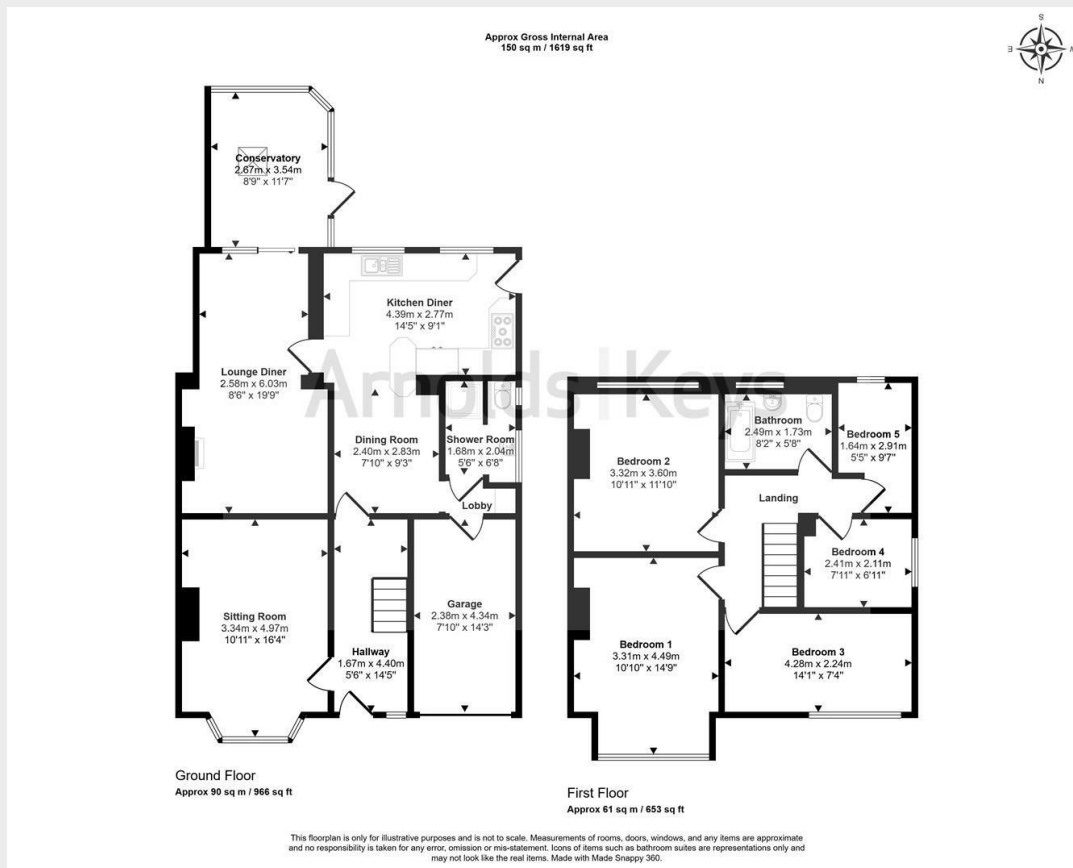 Approx Gross Internal Area
150 sq m / 1619 sq ft
S
E
N
Conservatory
2.67m x 3.54m
8'9" x 11'7"
Kitchen Diner
4.39m x 2.77m
14'5" x 9'1"
Lounge Diner
2.58m x 6.03m
8'6" x 19'9"
Arnolds | Keys
Dining Room
2.40m x 2.83m
7'10" x 9'3"
Shower Room
1.68m x 2.04m
5'6" x 6'8"
Lobby
Sitting Room
3.34m x 4.97m
10'11" x 16'4"
Hallway
1.67m x 4.40m
5'6" x 14'5"
Garage
2.38m x 4.34m
7'10" x 14'3"
Ground Floor
Approx 90 sq m / 966 sq ft
Bedroom 2
3.32m x 3.60m
10'11" x 11'10"
Bathroom
2.49m x 1.73m
8'2" x 5'8"
Bedroom 5
1.64m x 2.91m
5'5" x 9'7"
Landing
Bedroom 4
2.41m x 2.11m
7'11" x 6'11"
Bedroom 1
3.31m x 4.49m
10'10" x 14'9"
Bedroom 3
4.28m x 2.24m
14'1" x 7'4"
First Floor
Approx 61 sq m / 653 sq ft
This floorplan is only for illustrative purposes and is not to scale. Measurements of rooms, doors, windows, and any items are approximate
and no responsibility is taken for any error, omission or mis-statement. Icons of items such as bathroom suites are representations only and
may not look like the real items. Made with Made Snappy 360.